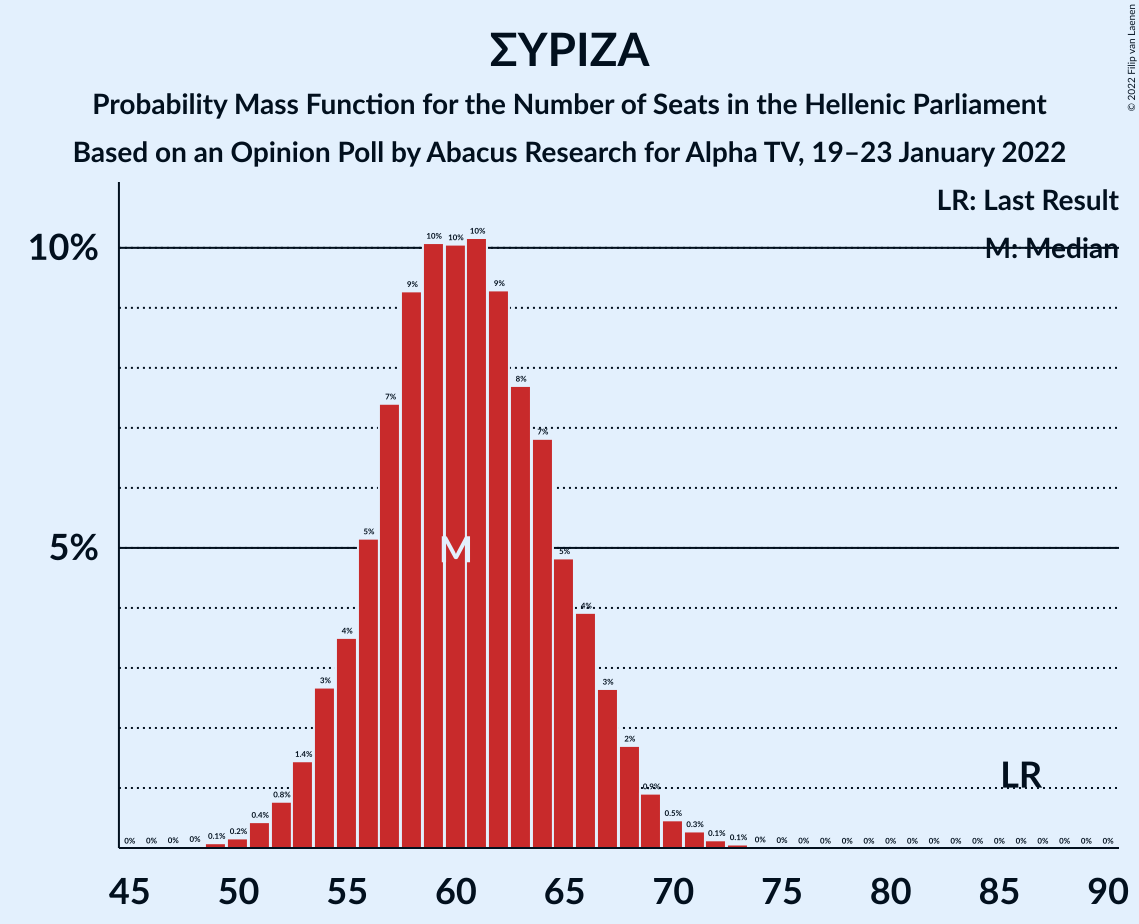 ΣΥΡΙΖΑ
Probability Mass Function for the Number of Seats in the Hellenic Parliament
Based on an Opinion Poll by Abacus Research for Alpha TV, 19–23 January 2022
© 2022 Filip van Laenen
LR: Last Result
M: Median
10%
5%
0% 0% 0% 0% 0.1% 0.2% 0.4% 0.8% 1.4% 3% 4% 5% 7% 9% 10% 10% 10% 9% 8% 7% 5% 4% 3% 2% 0.9% 0.5% 0.3% 0.1% 0.1% 0% 0% 0% 0% 0% 0% 0% 0% 0% 0% 0% 0% 0% 0% 0% 0% 0%
M
LR
45 50 55 60 65 70 75 80 85 90